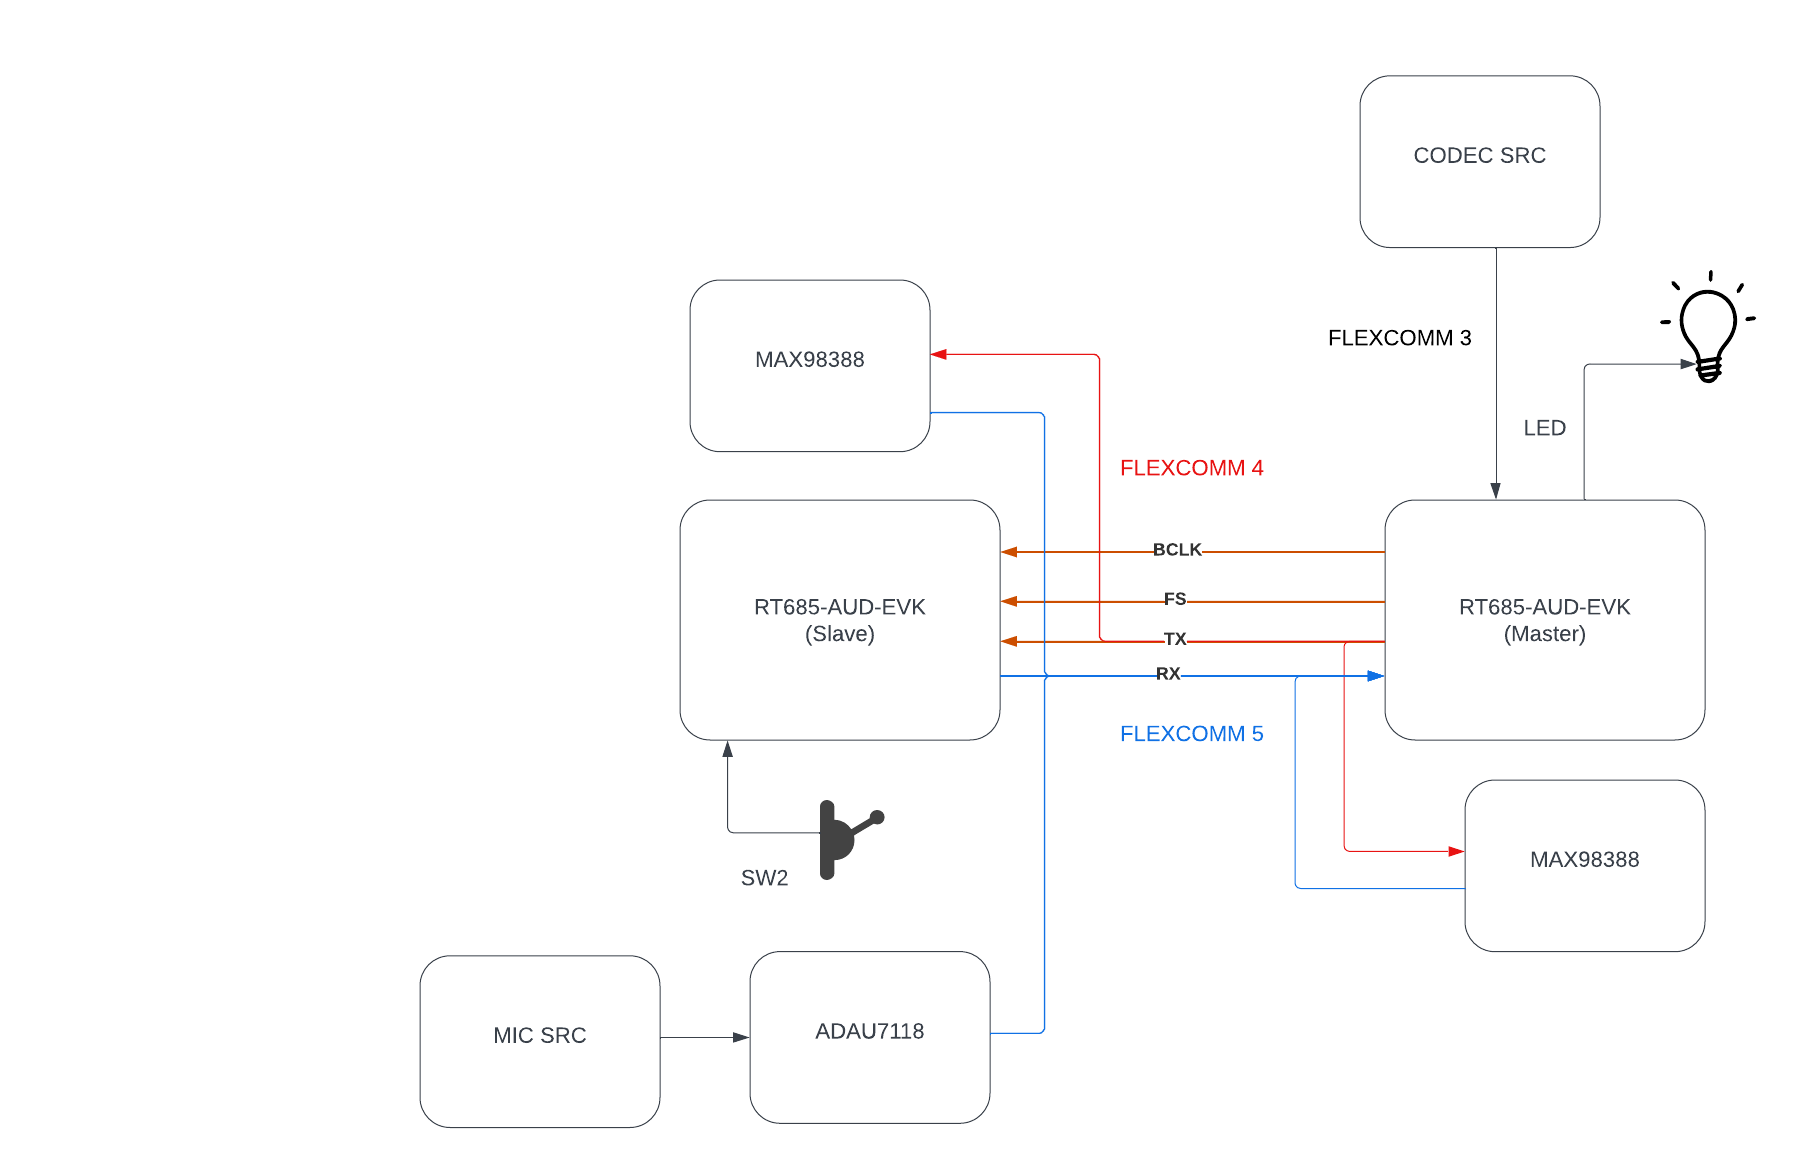 CODEC SRC
FLEXCOMM 3
MAX98388
LED
FLEXCOMM 4
BCLK
FS
RT685-AUD-EVK
(Slave)
TX
RX
RT685-AUD-EVK
(Master)
FLEXCOMM 5
SW2
MAX98388
MIC SRC
ADAU7118